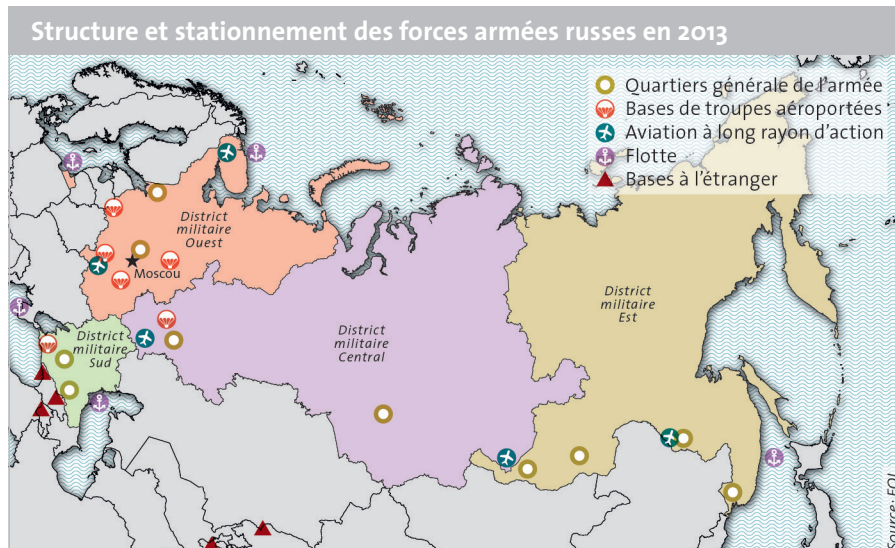 Structure et stationnement des forces armées russes en 2013
Quartiers générale de l'armée
Bases de troupes aéroportées
Aviation à long rayon d'action
Flotte
Bases à l'étranger
District
militaire
Ouest
Moscou
District
militaire
Sud
District
militaire
Central
District
militaire
Est
Source: FOI